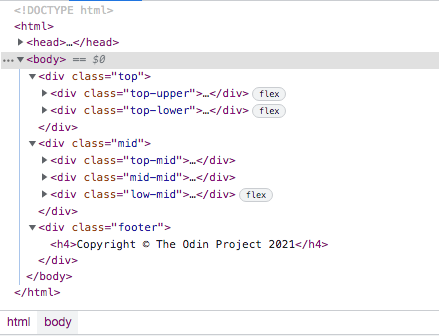 <!DOCTYPE html>
<html>
<head>…</head>
<body> == $0
<div class="top">
<div class="top-upper">…</div> flex
<div class="top-lower">…</div> flex
</div>
<div class="mid">
<div class="top-mid">…</div>
<div class="mid-mid">…</div>
<div class="low-mid">…</div> flex
</div>
<div class="footer">
<h4>Copyright © The Odin Project 2021</h4>
</div>
</body>
</html>
html body